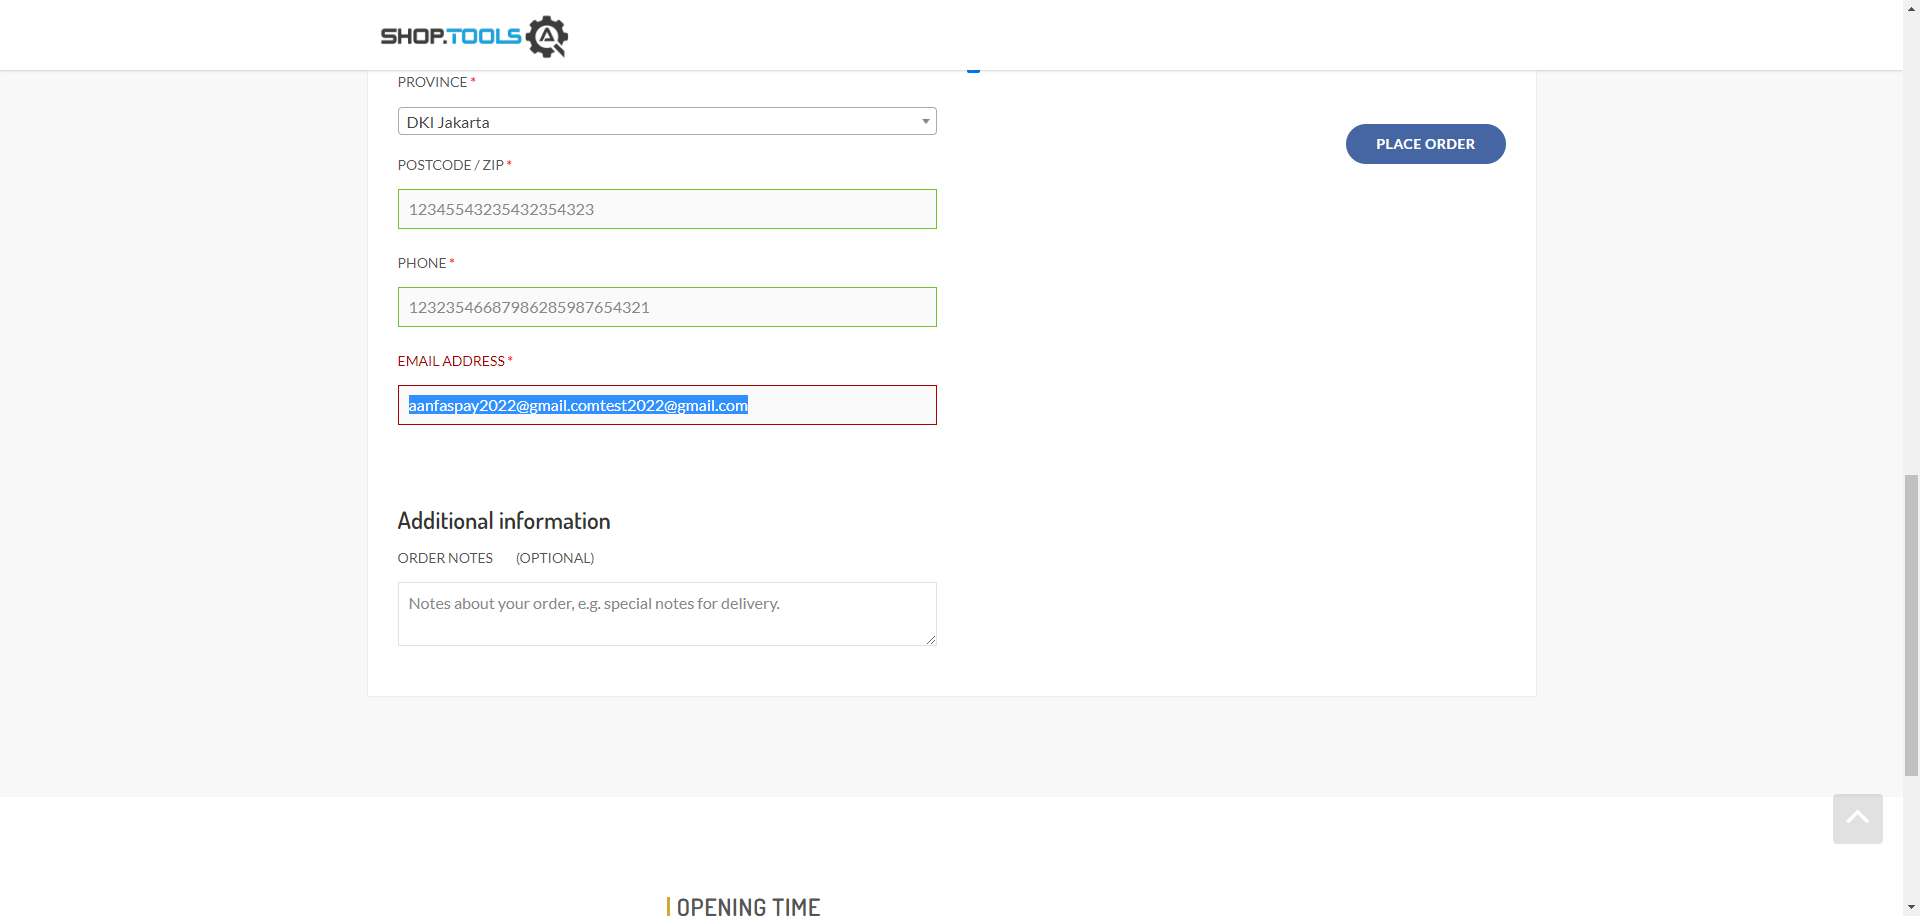 SHOP.TOOLS
PROVINCE *
DKI Jakarta
PLACE ORDER
POSTCODE / ZIP *
12345543235432354323
PHONE *
12323546687986285987654321
EMAIL ADDRESS *
aanfaspay2022@gmail.comtest2022@gmail.com
Additional information
ORDER NOTES (OPTIONAL)
Notes about your order, e.g. special notes for delivery.
OPENING TIME